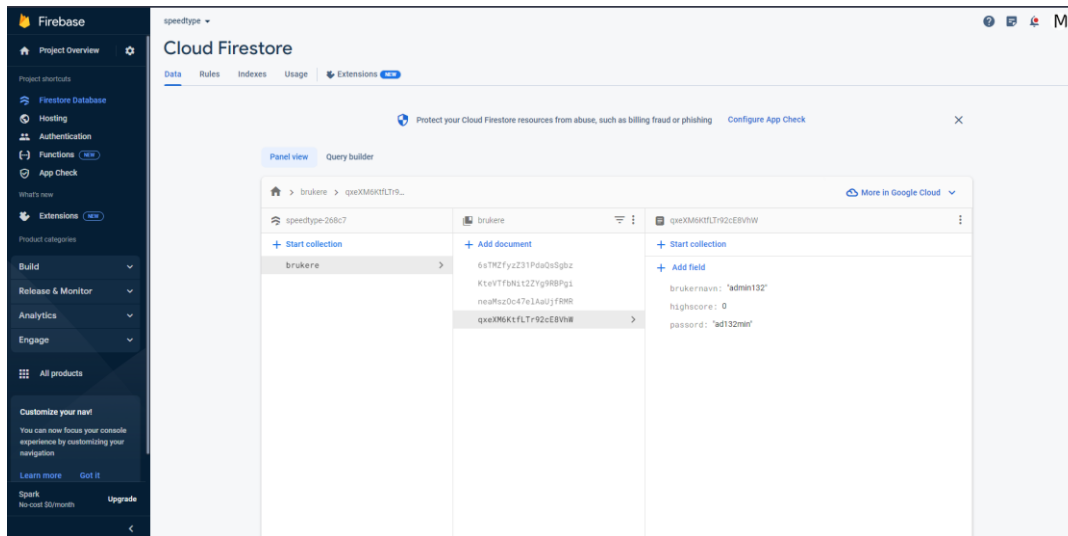 Firebase
Project Overview
Project shortcuts
Firestore Database
Hosting
Authentication
Functions NEW
App Check
What's new
Extensions NEW
Product categories
Build
Release & Monitor
Analytics
Engage
All products
Customize your nav!
You can now focus your console
experience by customizing your
navigation
Learn more Got it
Spark
No-cost $0/month
Upgrade
speedtype
M
Cloud Firestore
Data Rules Indexes Usage Extensions NEW
Protect your Cloud Firestore resources from abuse, such as billing fraud or phishing Configure App Check
Panel view Query builder
brukere > qxeXM6KtfLTr9...
More in Google Cloud
speedtype-268c7
+ Start collection
brukere
brukere
+ Add document
6sTMZfyzZ31PdaQsSgbz
KteVTfbNit2ZYg9RBPgi
neaMszOc47elAaUjfRMR
qxeXM6KtfLTr92cE8VhW
qxeXM6KtfLTr92cE8VhW
+ Start collection
+ Add field
brukernavn: "admin132"
highscore: 0
passord: "ad132min"